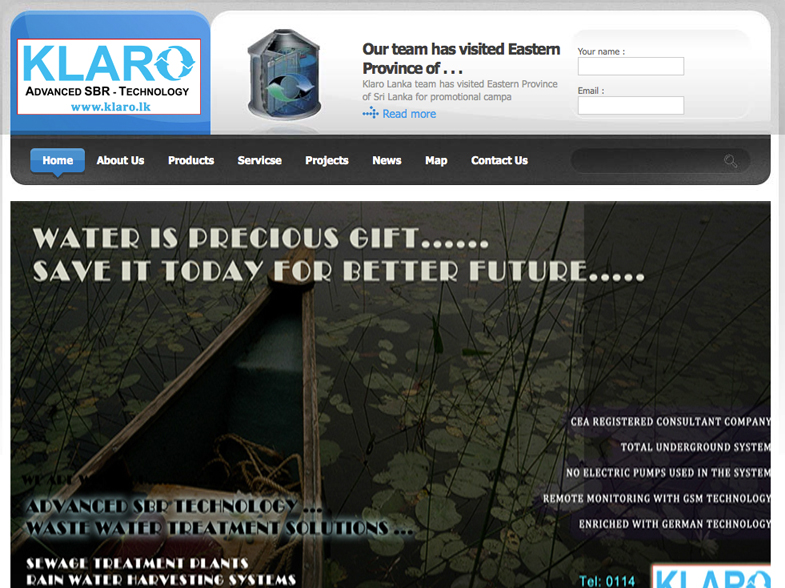 KLARO
ADVANCED SBR - TECHNOLOGY
www.klaro.lk
Our team has visited Eastern
Province of . . .
Klaro Lanka team has visited Eastern Province
of Sri Lanka for promotional campa
Read more
Your name :
Email :
Home
About Us
Products
Servicse
Projects
News
Map
Contact Us
WATER IS PRECIOUS GIFT......
SAVE IT TODAY FOR BETTER FUTURE.....
CEA REGISTERED CONSULTANT COMPANY
TOTAL UNDERGROUND SYSTEM
NO ELECTRIC PUMPS USED IN THE SYSTEM
REMOTE MONITORING WITH GSM TECHNOLOGY
ENRICHED WITH GERMAN TECHNOLOGY
WE ARE
ADVANCED SBR TECHNOLOGY ...
WASTE WATER TREATMENT SOLUTIONS ...
SEWAGE TREATMENT PLANTS
RAIN WATER HARVESTING SYSTEMS
Tel: 0114
KLARO